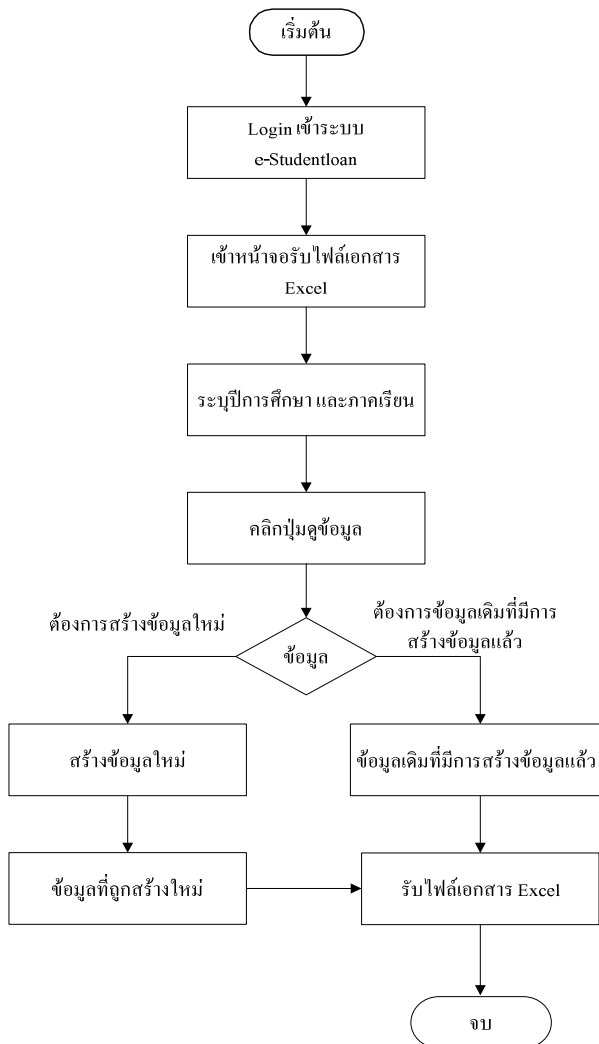 เริ่มต้น
Login เข้าระบบ
e-Studentloan
เข้าหน้าจอรับไฟล์เอกสาร
Excel
ระบุปีการศึกษา และภาคเรียน
คลิกปุ่มดูข้อมูล
ต้องการสร้างข้อมูลใหม่
ต้องการข้อมูลเดิมที่มีการ
สร้างข้อมูลแล้ว
ข้อมูล
สร้างข้อมูลใหม่
ข้อมูลเดิมที่มีการสร้างข้อมูลแล้ว
ข้อมูลที่ถูกสร้างใหม่
รับไฟล์เอกสาร Excel
จบ